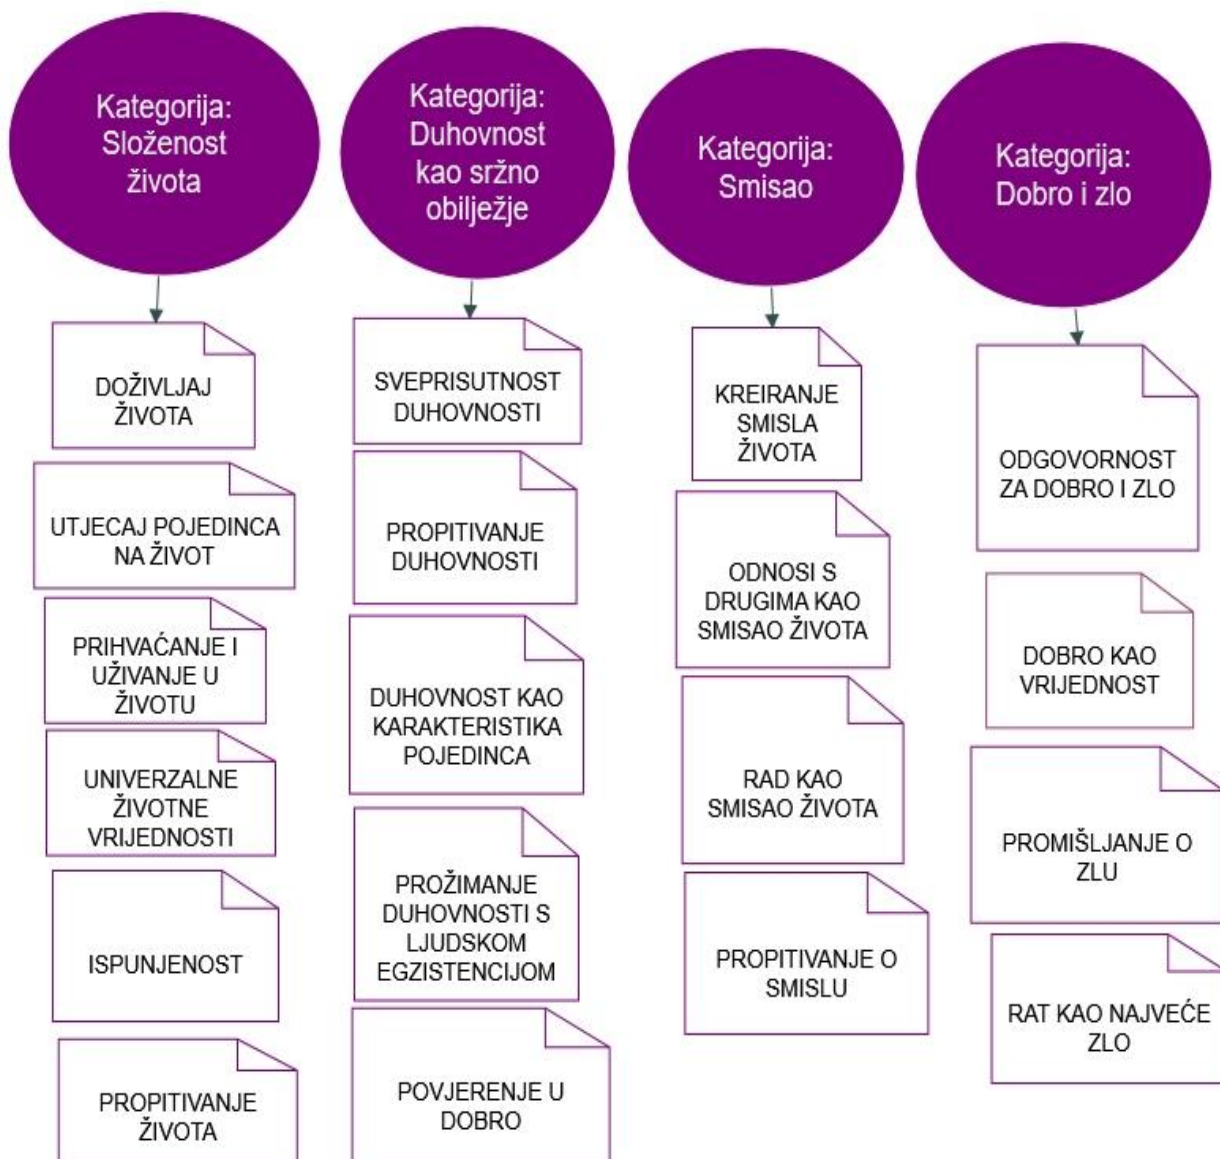 Kategorija:
Složenost
života
DOŽIVLJAJ
ŽIVOTA
UTJECAJ POJEDINCA
NA ŽIVOT
PRIHVAĆANJE I
UŽIVANJE U
ŽIVOTU
UNIVERZALNE
ŽIVOTNE
VRIJEDNOSTI
ISPUNJENOST
PROPITIVANJE
ŽIVOTA
Kategorija:
Duhovnost
kao sržno
obilježje
SVEPRISUTNOST
DUHOVNOSTI
PROPITIVANJE
DUHOVNOSTI
DUHOVNOST KAO
KARAKTERISTIKA
POJEDINCA
PROŽIMANJE
DUHOVNOSTI S
LJUDSKOM
EGZISTENCIJOM
POVJERENJE U
DOBRO
Kategorija:
Smisao
KREIRANJE
SMISLA
ŽIVOTA
ODNOSI S
DRUGIMA KAO
SMISAO ŽIVOTA
RAD KAO
SMISAO ŽIVOTA
PROPITIVANJE O
SMISLU
Kategorija:
Dobro i zlo
ODGOVORNOST
ZA DOBRO I ZLO
DOBRO KAO
VRIJEDNOST
PROMIŠLJANJE O
ZLU
RAT KAO NAJVEĆE
ZLO